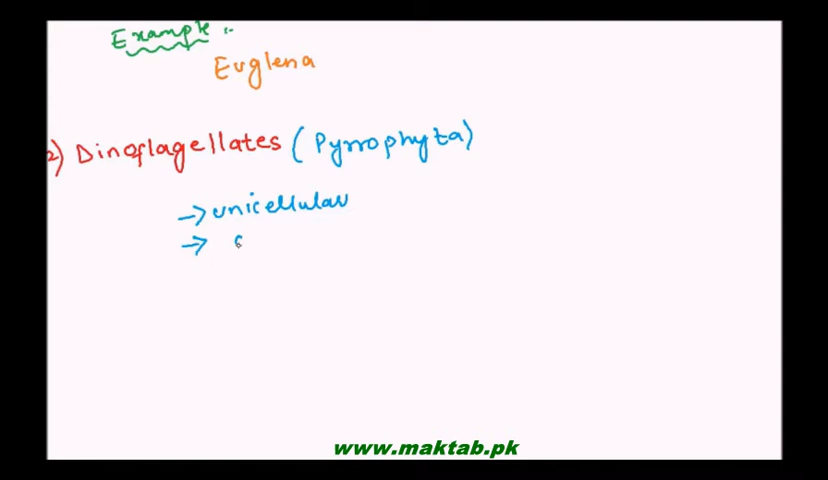 Example :-
Euglena
2) Dinoflagellates (Pyrrophyta)
→ unicellular
→
www.maktab.pk